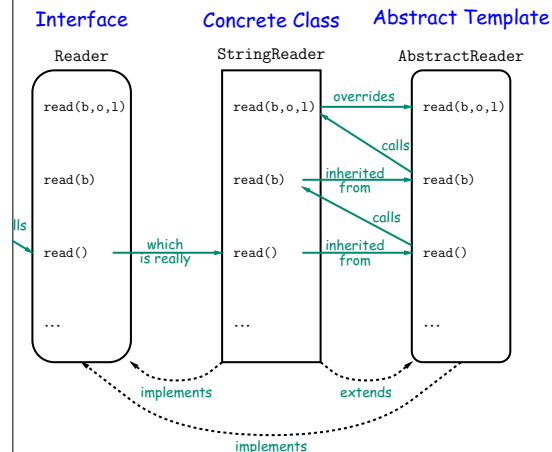 Interface
Concrete Class
Abstract Template
Reader
StringReader
AbstractReader
read(b,o,l)
read(b,o,l)
overrides
read(b,o,l)
calls
read(b)
read(b)
inherited
from
read(b)
calls
lls
read()
which
is really
read()
inherited
from
read()
...
...
...
implements
extends
implements